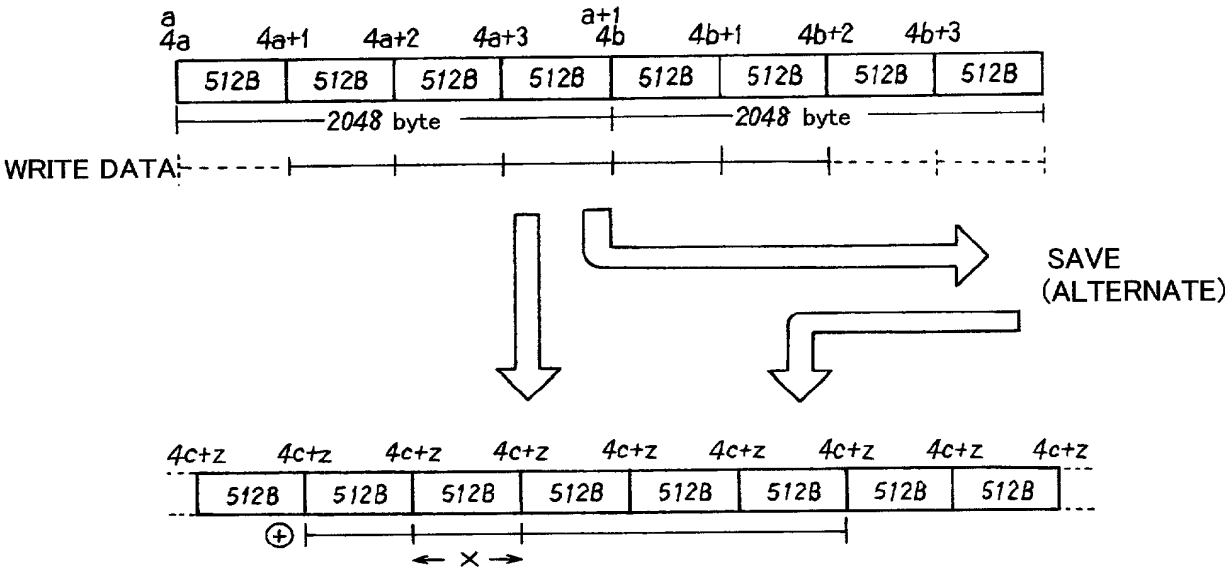 a a+1
4a 4a+1 4a+2 4a+3 4b 4b+1 4b+2 4b+3
512B 512B 512B 512B 512B 512B 512B 512B
2048 byte 2048 byte
WRITE DATA
SAVE
(ALTERNATE)
4c+z 4c+z 4c+z 4c+z 4c+z 4c+z 4c+z 4c+z 4c+z
512B 512B 512B 512B 512B 512B 512B 512B
+
X